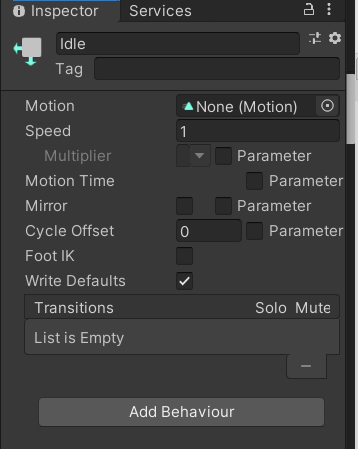 Inspector Services
Idle
Tag
Motion None (Motion)
Speed 1
Multiplier Parameter
Motion Time Parameter
Mirror Parameter
Cycle Offset 0 Parameter
Foot IK
Write Defaults
Transitions Solo Mute
List is Empty
Add Behaviour